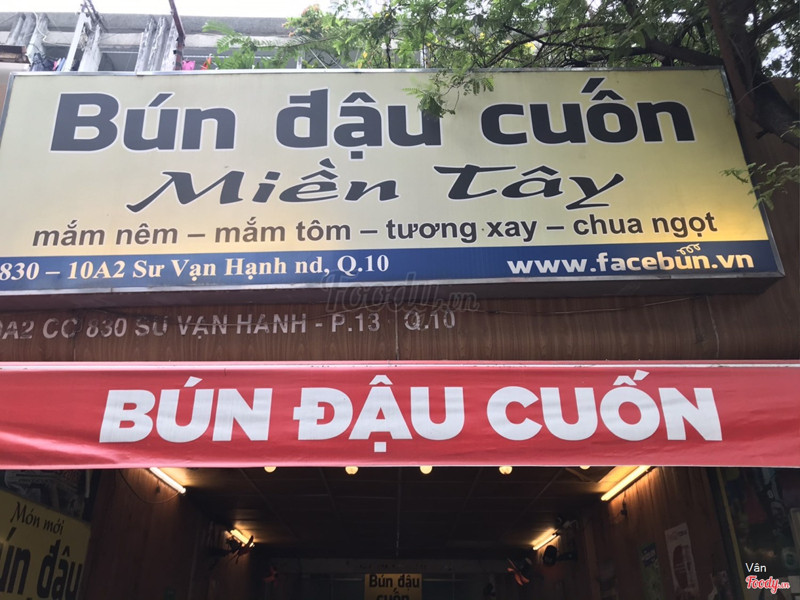 Bún đậu cuốn
Miền Tây
mắm nêm – mắm tôm – tương xay – chua ngọt
830 – 10A2 Sư Vạn Hạnh nd, Q.10
www.facebun.vn
Foody.vn
A2 CC 830 SƯ VẠN HẠNH - P.13 Q.10
BÚN ĐẬU CUỐN
Món mới
ún đậu
Bún đậu
cuốn
Vân
Foody.vn